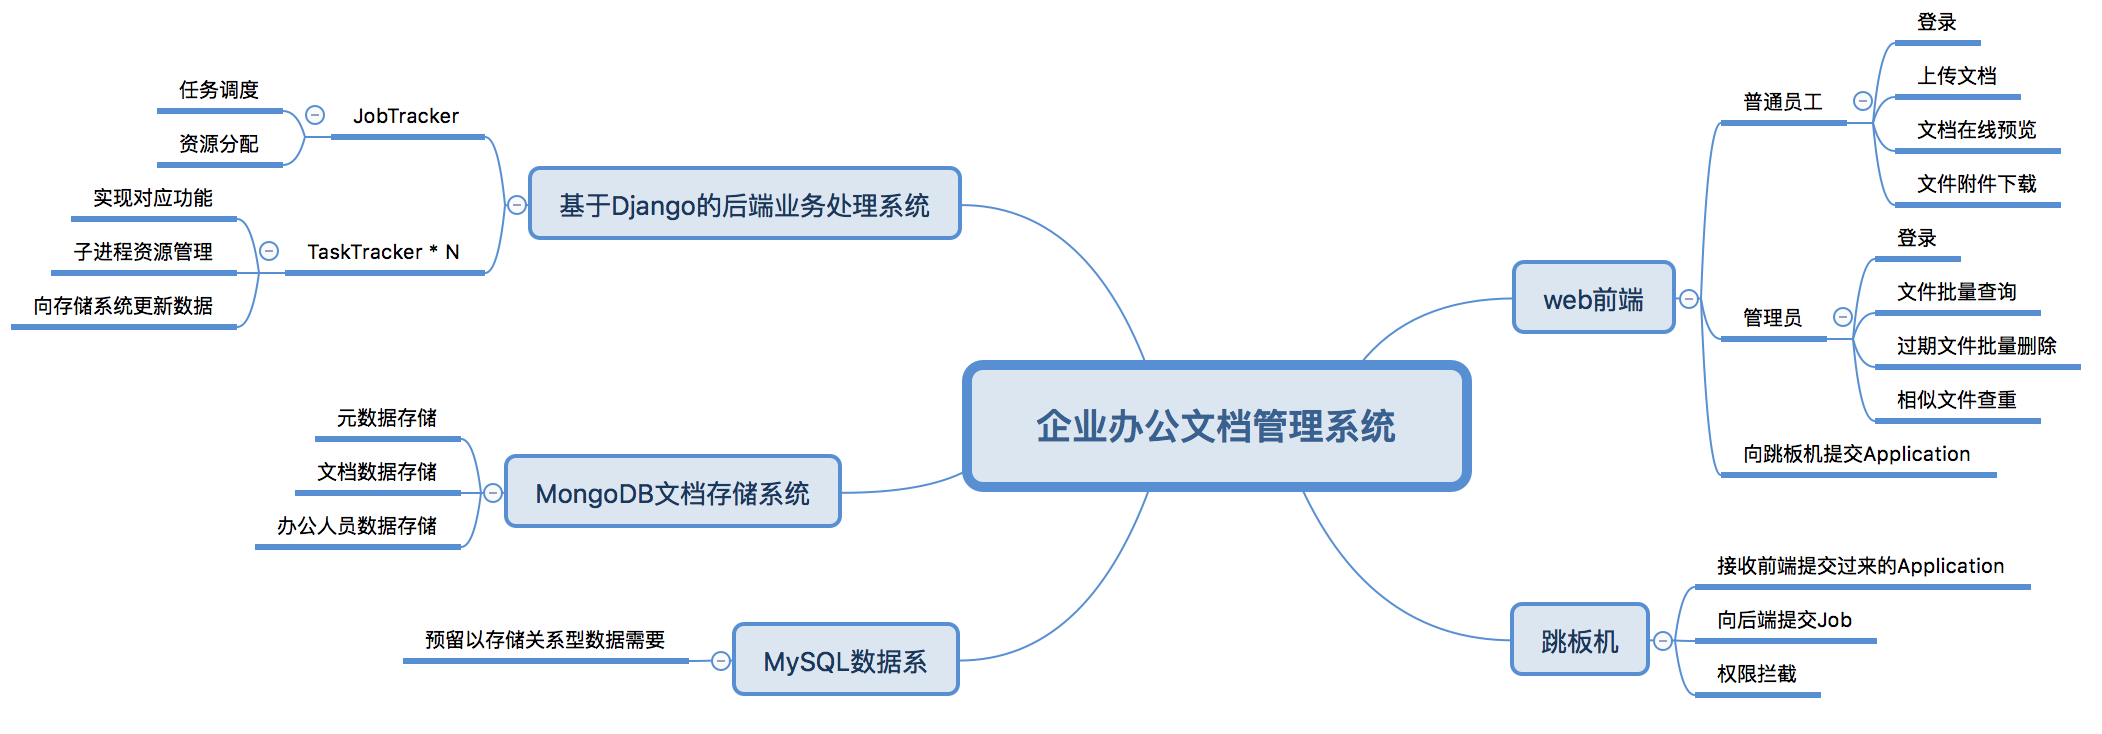 企业办公文档管理系统
web前端
普通员工
登录
上传文档
文档在线预览
文件附件下载
管理员
登录
文件批量查询
过期文件批量删除
相似文件查重
向跳板机提交Application
跳板机
接收前端提交过来的Application
向后端提交Job
权限拦截
基于Django的后端业务处理系统
JobTracker
任务调度
资源分配
TaskTracker * N
实现对应功能
子进程资源管理
向存储系统更新数据
MongoDB文档存储系统
元数据存储
文档数据存储
办公人员数据存储
MySQL数据系
预留以存储关系型数据需要